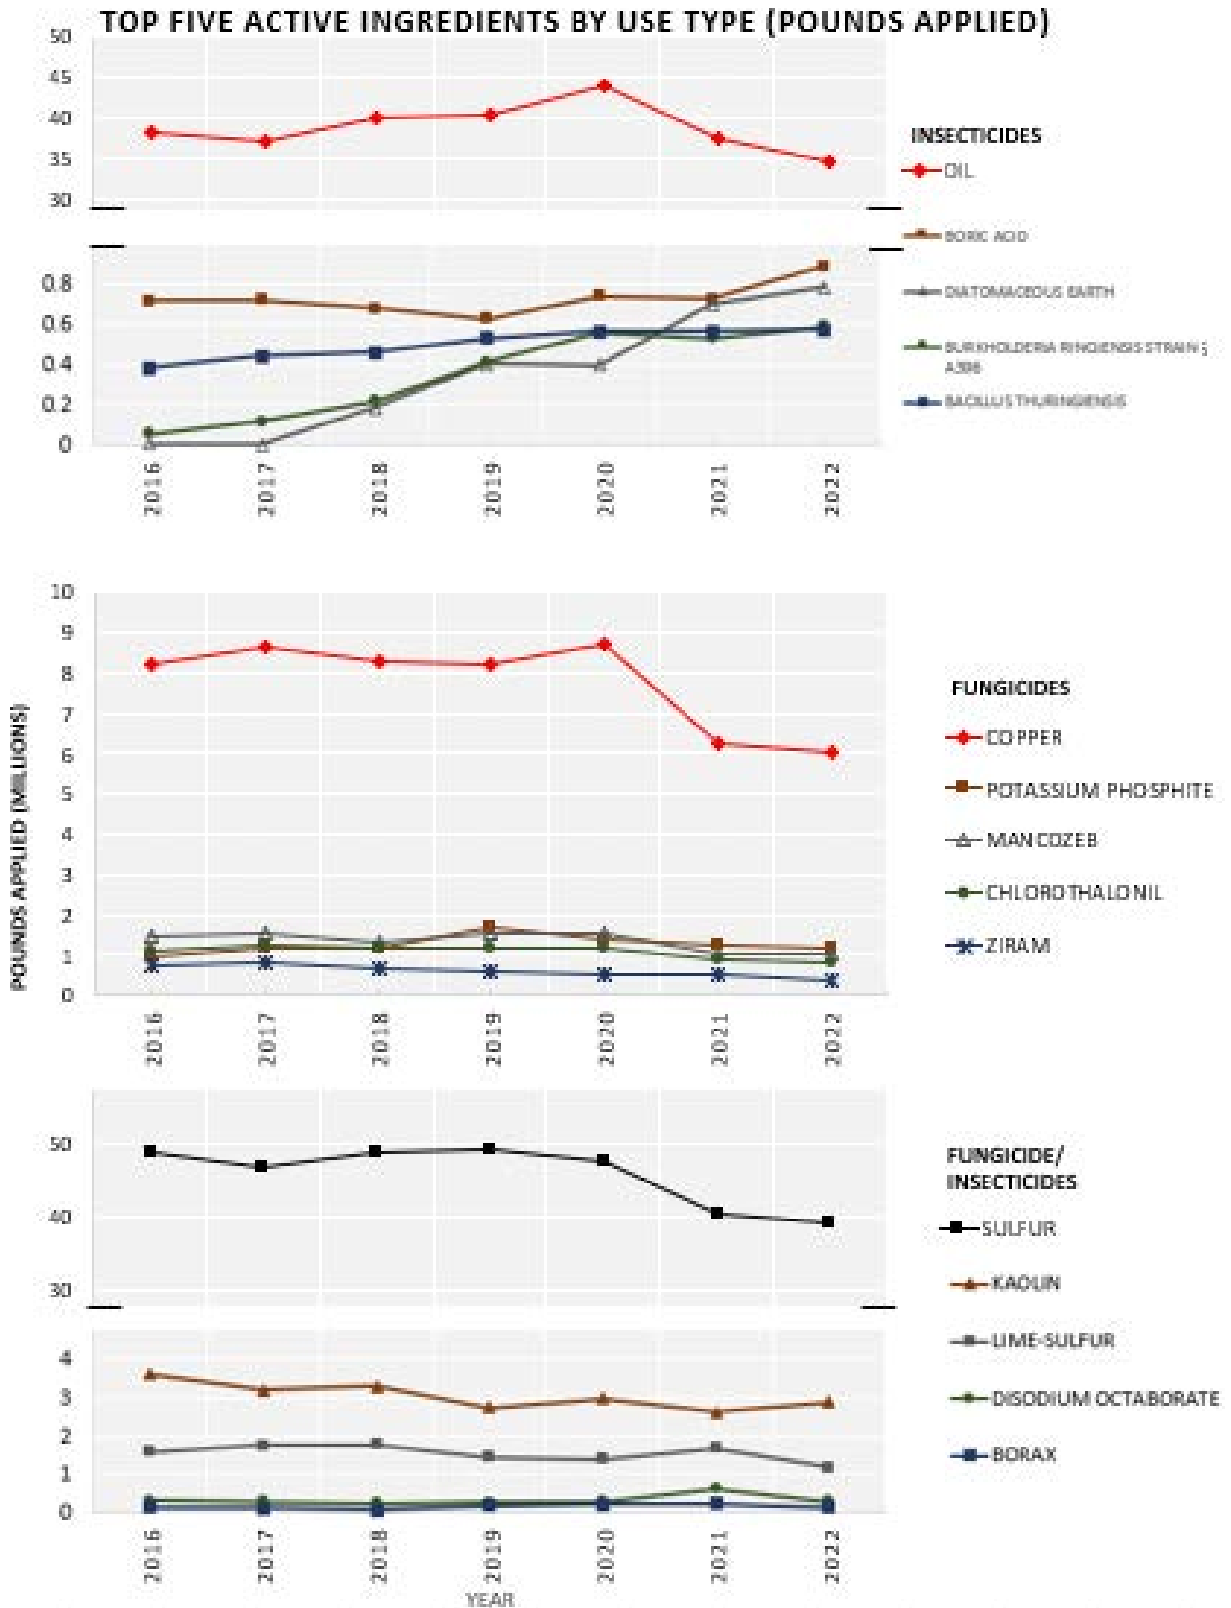 TOP FIVE ACTIVE INGREDIENTS BY USE TYPE (POUNDS APPLIED)
50
45
40
35
30
INSECTICIDES
OIL
BORIC ACID
DIATOMACEOUS EARTH
BURKHOLDERIA RINOJENSIS STRAIN
A396
BACILLUS THURINGIENSIS
0.8
0.6
0.4
0.2
0
2016
2017
2018
2019
2020
2021
2022
POUNDS APPLIED (MILLIONS)
10
9
8
7
6
5
4
3
2
1
0
FUNGICIDES
COPPER
POTASSIUM PHOSPHITE
MANCOZEB
CHLOROTHALONIL
ZIRAM
2016
2017
2018
2019
2020
2021
2022
50
40
30
FUNGICIDE/
INSECTICIDES
SULFUR
KAOLIN
LIME-SULFUR
DISODIUM OCTABORATE
BORAX
4
3
2
1
0
2016
2017
2018
2019
2020
2021
2022
YEAR